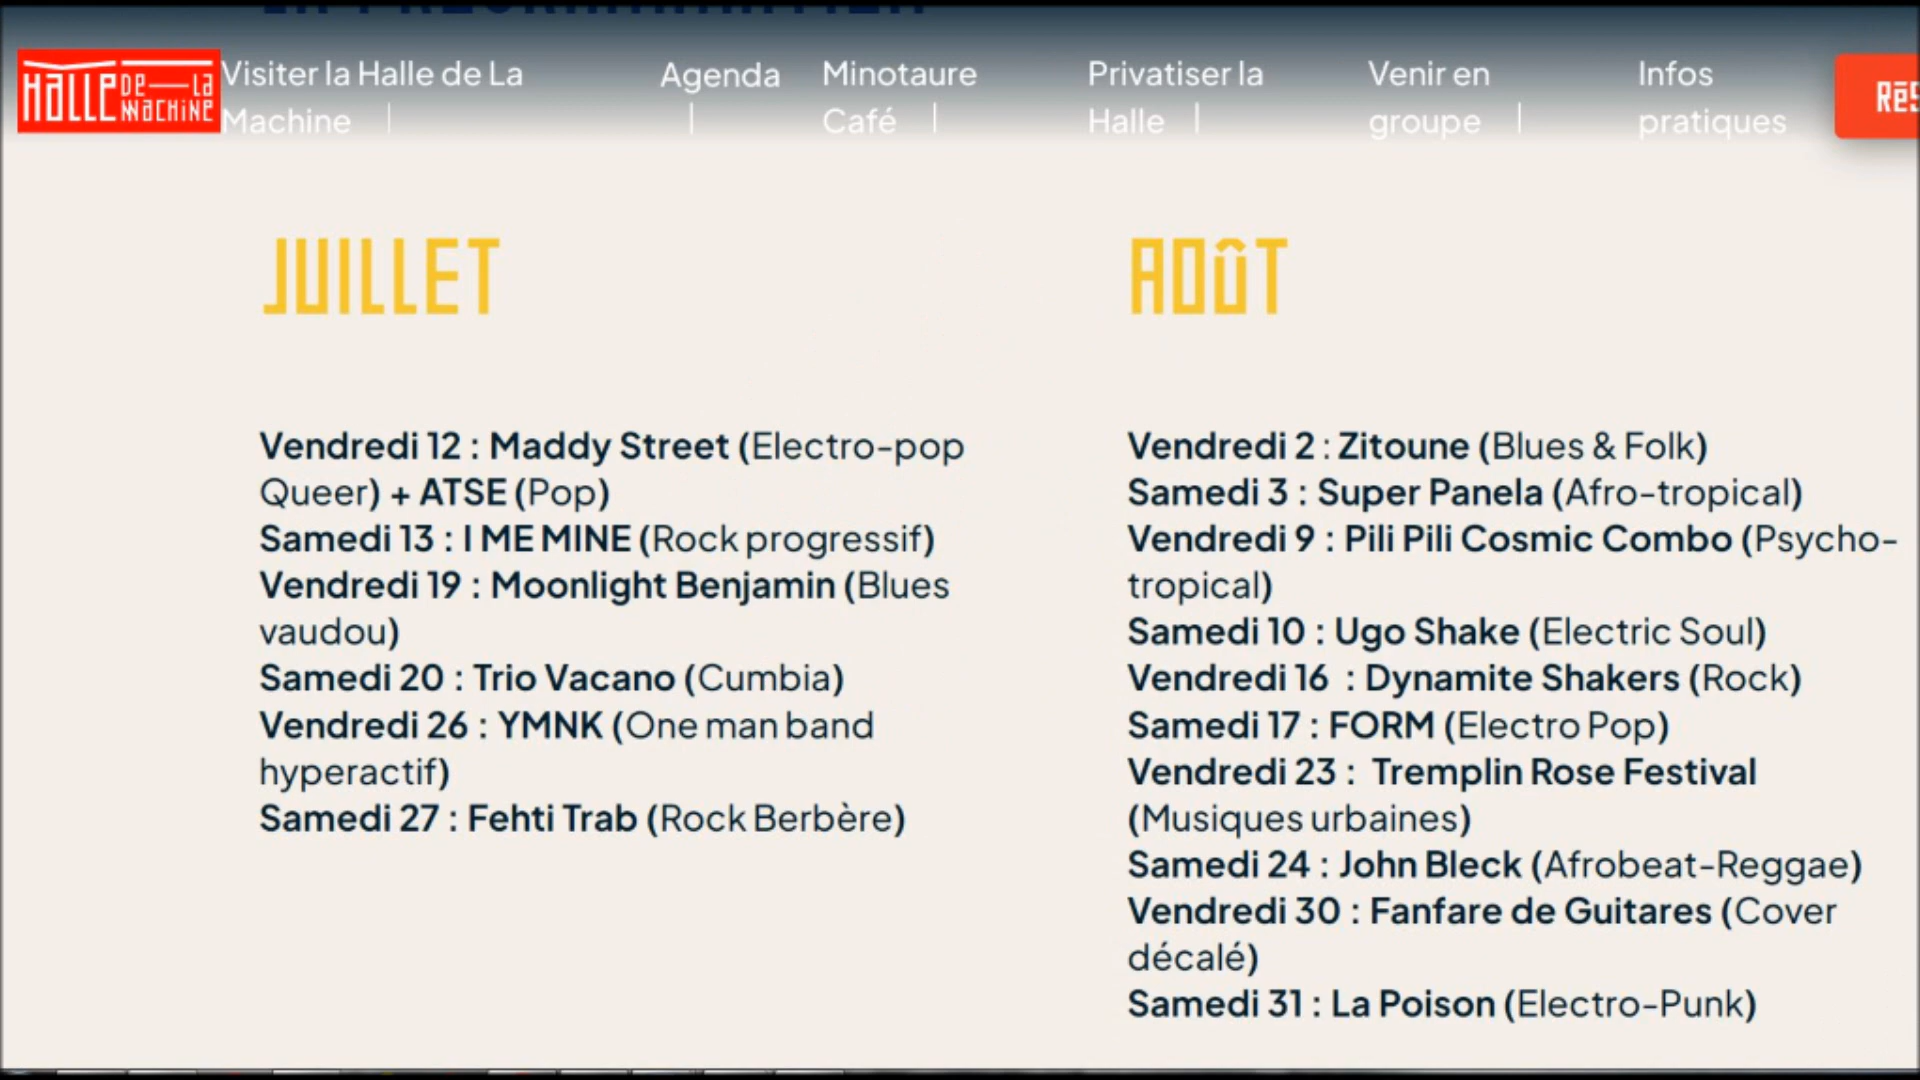 HALLE DE LA MACHINE
Visiter la Halle de La
Machine
Agenda
Minotaure
Café
Privatiser la
Halle
Venir en
groupe
Infos
pratiques
JUILLET
Vendredi 12 : Maddy Street (Electro-pop
Queer) + ATSE (Pop)
Samedi 13 : I ME MINE (Rock progressif)
Vendredi 19 : Moonlight Benjamin (Blues
vaudou)
Samedi 20 : Trio Vacano (Cumbia)
Vendredi 26 : YMNK (One man band
hyperactif)
Samedi 27 : Fehti Trab (Rock Berbère)
AOÛT
Vendredi 2 : Zitoune (Blues & Folk)
Samedi 3 : Super Panela (Afro-tropical)
Vendredi 9 : Pili Pili Cosmic Combo (Psycho-
tropical)
Samedi 10 : Ugo Shake (Electric Soul)
Vendredi 16 : Dynamite Shakers (Rock)
Samedi 17 : FORM (Electro Pop)
Vendredi 23 : Tremplin Rose Festival
(Musiques urbaines)
Samedi 24 : John Bleck (Afrobeat-Reggae)
Vendredi 30 : Fanfare de Guitares (Cover
décalé)
Samedi 31 : La Poison (Electro-Punk)